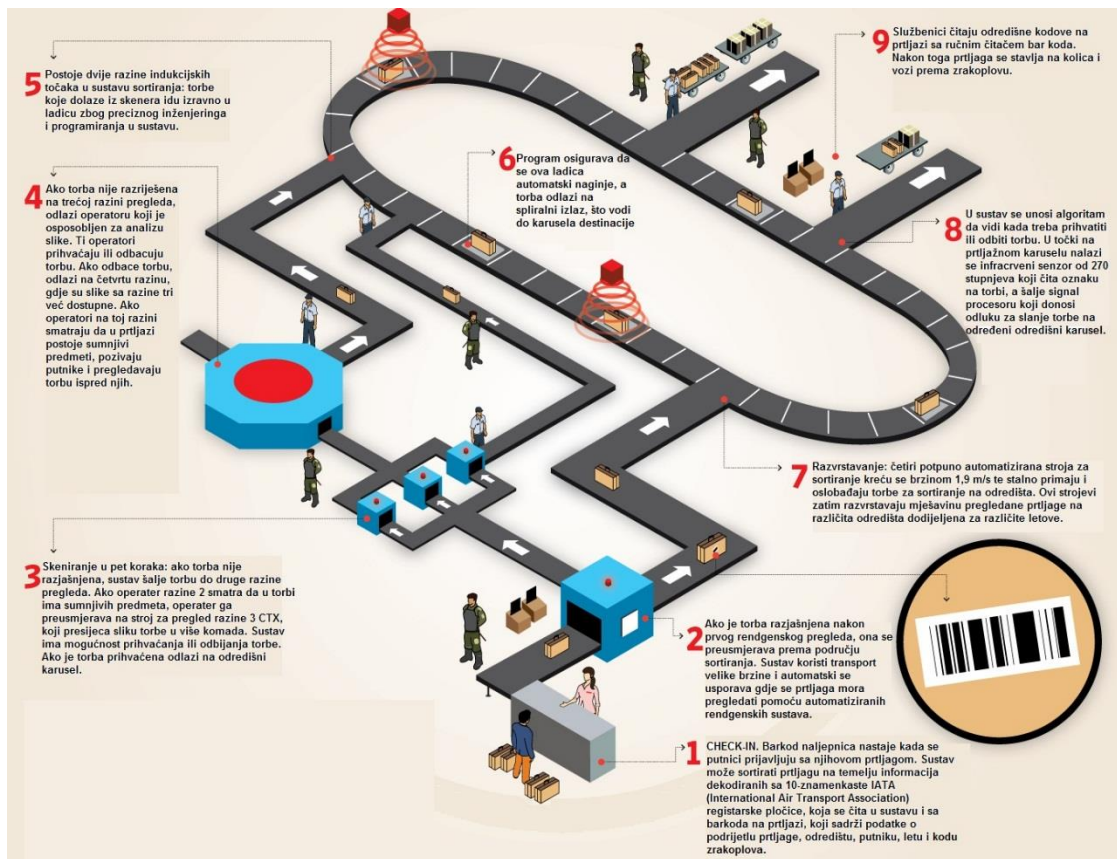 1
CHECK-IN. Barkod naljepnica nastaje kada se
putnici prijavljuju sa njihovom prtljagom. Sustav
može sortirati prtljagu na temelju informacija
dekodiranih sa 10-znamenkaste IATA
(International Air Transport Association)
registarske pločice, koja se čita u sustavu i sa
barkoda na prtljazi, koji sadrži podatke o
podrijetlu prtljage, odredištu, putniku, letu i kodu
zrakoplova.
2
Ako je torba razjašnjena nakon
prvog rendgenskog pregleda, ona se
preusmjerava prema području
sortiranja. Sustav koristi transport
velike brzine i automatski se
usporava gdje se prtljaga mora
pregledati pomoću automatiziranih
rendgenskih sustava.
3
Skeniranje u pet koraka: ako torba nije
razjašnjena, sustav šalje torbu do druge razine
pregleda. Ako operater razine 2 smatra da u torbi
ima sumnjivih predmeta, operater ga
preusmjerava na stroj za pregled razine 3 CTX,
koji presijeca sliku torbe u više komada. Sustav
ima mogućnost prihvaćanja ili odbijanja torbe.
Ako je torba prihvaćena odlazi na odredišni
karusel.
4
Ako torba nije razriješena
na trećoj razini pregleda,
odlazi operatoru koji je
osposobljen za analizu
slike. Ti operatori
prihvaćaju ili odbacuju
torbu. Ako odbace torbu,
odlazi na četvrtu razinu,
gdje su slike sa razine tri
već dostupne. Ako
operatori na toj razini
smatraju da u prtljazi
postoje sumnjivi
predmeti, pozivaju
putnike i pregledavaju
torbu ispred njih.
5
Postoje dvije razine indukcijskih
točaka u sustavu sortiranja: torbe
koje dolaze iz skenera idu izravno u
ladicu zbog preciznog inženjeringa
i programiranja u sustavu.
6
Program osigurava da
se ova ladica
automatski naginje, a
torba odlazi na
spiralni izlaz, što vodi
do karusela destinacije
7
Razvrstavanje: četiri potpuno automatizirana stroja za
sortiranje kreću se brzinom 1,9 m/s te stalno primaju i
oslobađaju torbe za sortiranje na odredišta. Ovi strojevi
zatim razvrstavaju mješavinu pregledane prtljage na
različita odredišta dodijeljena za različite letove.
8
U sustav se unosi algoritam
da vidi kada treba prihvatiti
ili odbiti torbu. U točki na
prtljažnom karuselu nalazi
se infracrveni senzor od 270
stupnjeva koji čita oznaku
na torbi, a šalje signal
procesoru koji donosi
odluku za slanje torbe na
određeni odredišni karusel.
9
Službenici čitaju odredišne kodove na
prtljazi sa ručnim čitačem bar koda.
Nakon toga prtljaga se stavlja na kolica i
vozi prema zrakoplovu.